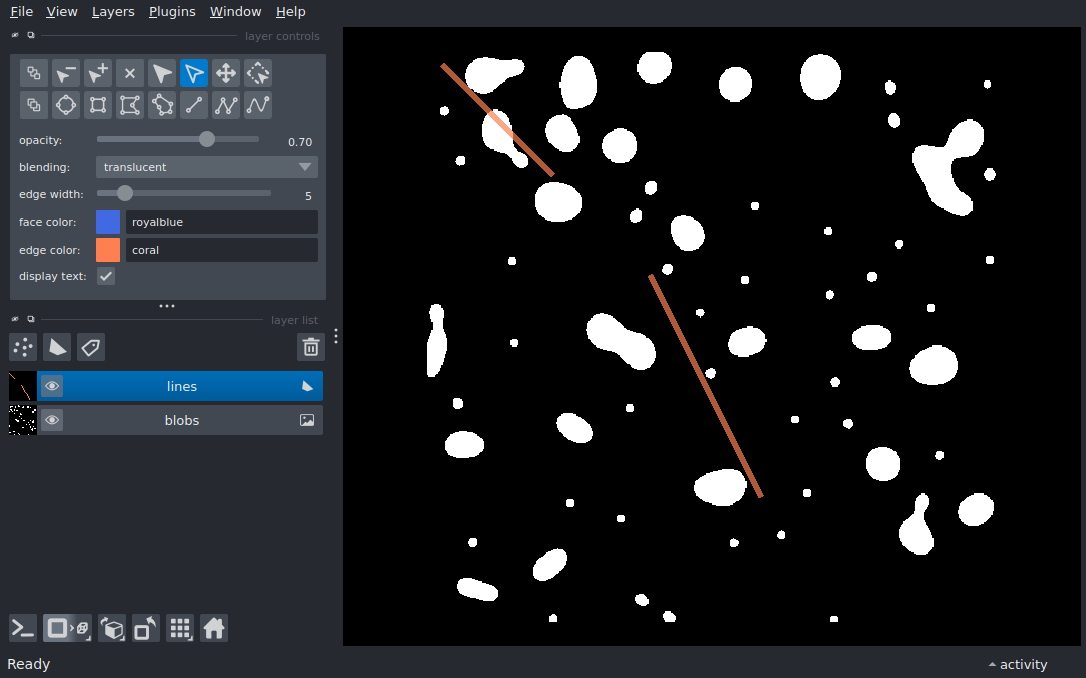 File View Layers Plugins Window Help
layer controls
opacity: 0.70
blending: translucent
edge width: 5
face color: royalblue
edge color: coral
display text:
layer list
lines
blobs
Ready
activity